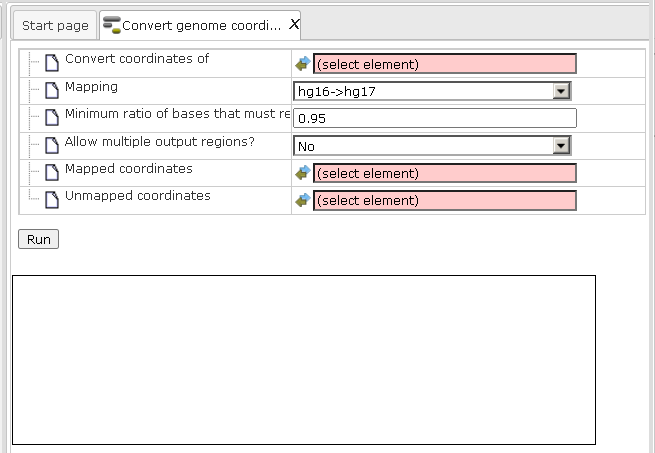 Start page
Convert genome coordi... X
Convert coordinates of (select element)
Mapping hg16->hg17
Minimum ratio of bases that must re 0.95
Allow multiple output regions? No
Mapped coordinates (select element)
Unmapped coordinates (select element)
Run